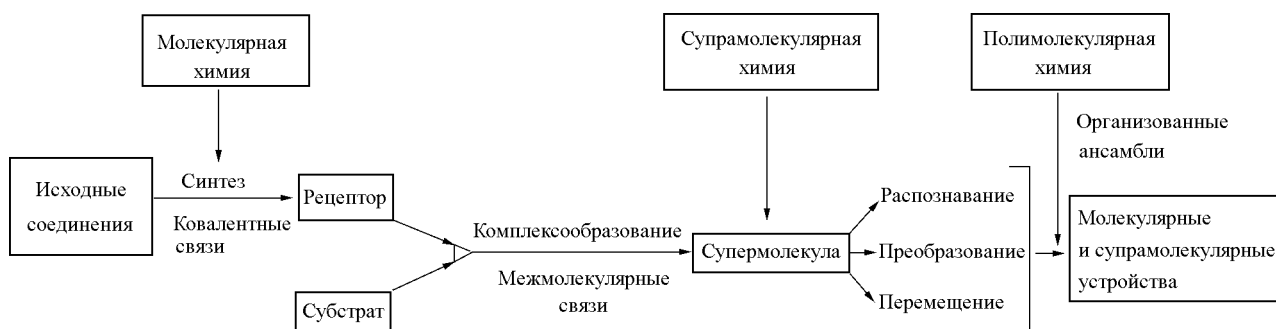 Молекулярная
химия
Супрамолекулярная
химия
Полимолекулярная
химия
Организованные
ансамбли
Исходные
соединения
Синтез
Ковалентные
связи
Рецептор
Субстрат
Комплексообразование
Межмолекулярные
связи
Супермолекула
Распознавание
Преобразование
Перемещение
Молекулярные
и супрамолекулярные
устройства